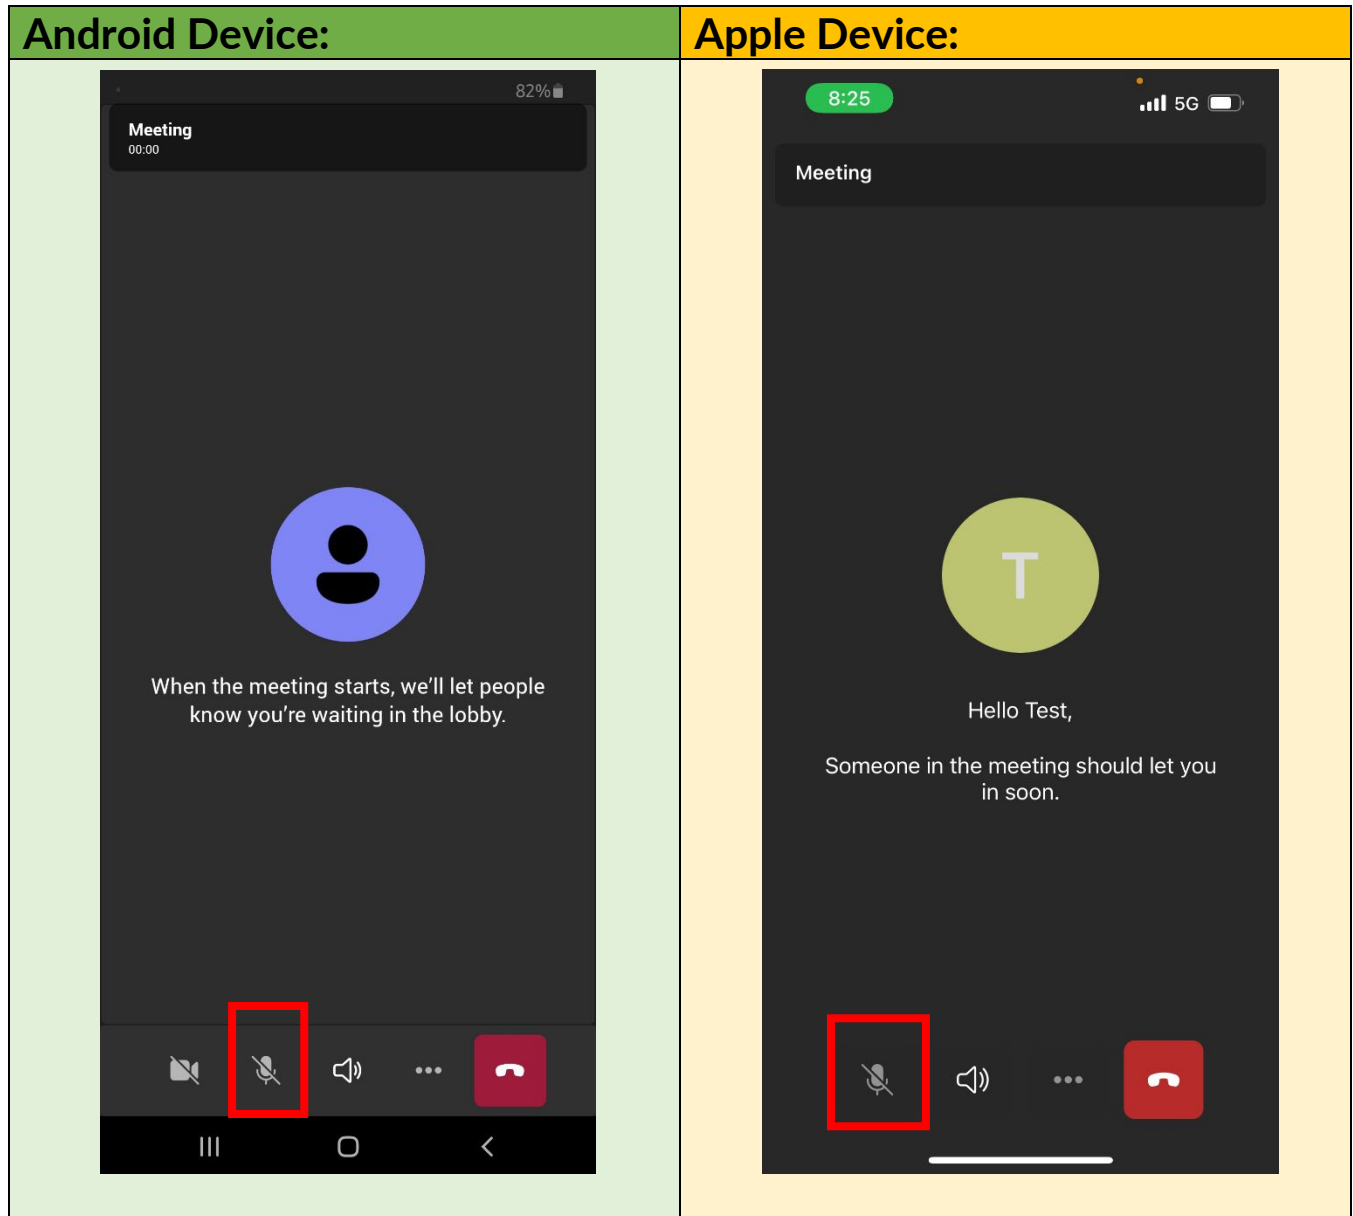 Android Device:
Apple Device:
82%
Meeting
00:00
When the meeting starts, we'll let people
know you're waiting in the lobby.
8:25
5G
Meeting
T
Hello Test,
Someone in the meeting should let you
in soon.